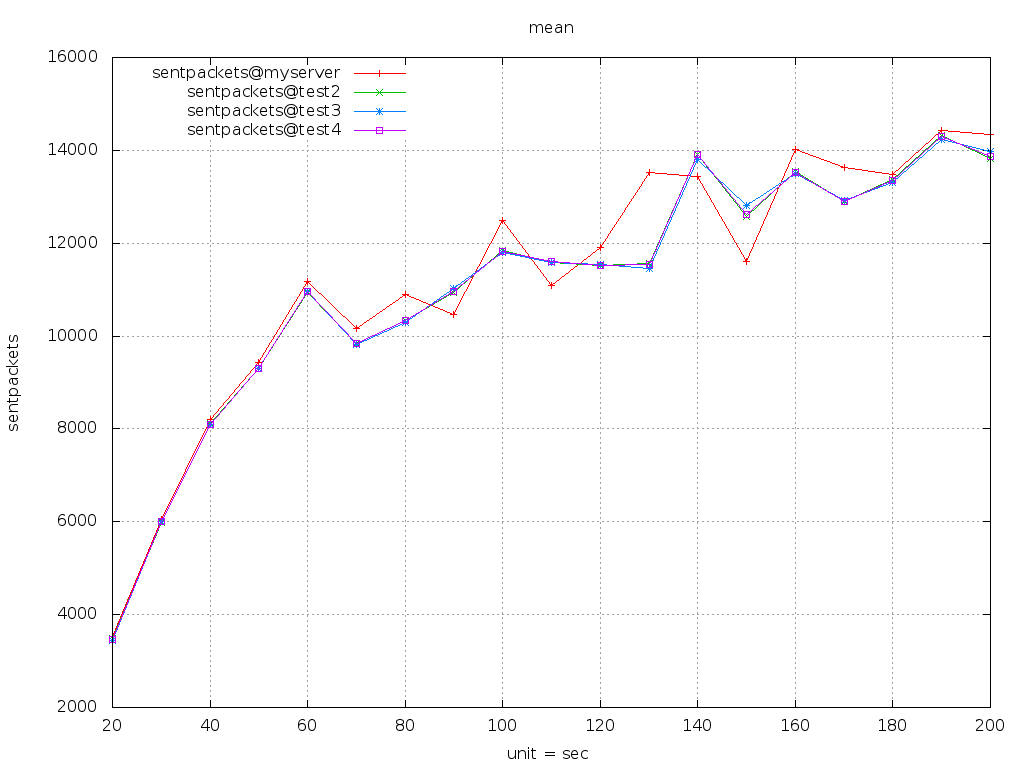 mean
16000
14000
12000
10000
8000
6000
4000
2000
sentpackets
sentpackets@myserver
sentpackets@test2
sentpackets@test3
sentpackets@test4
20 40 60 80 100 120 140 160 180 200
unit = sec